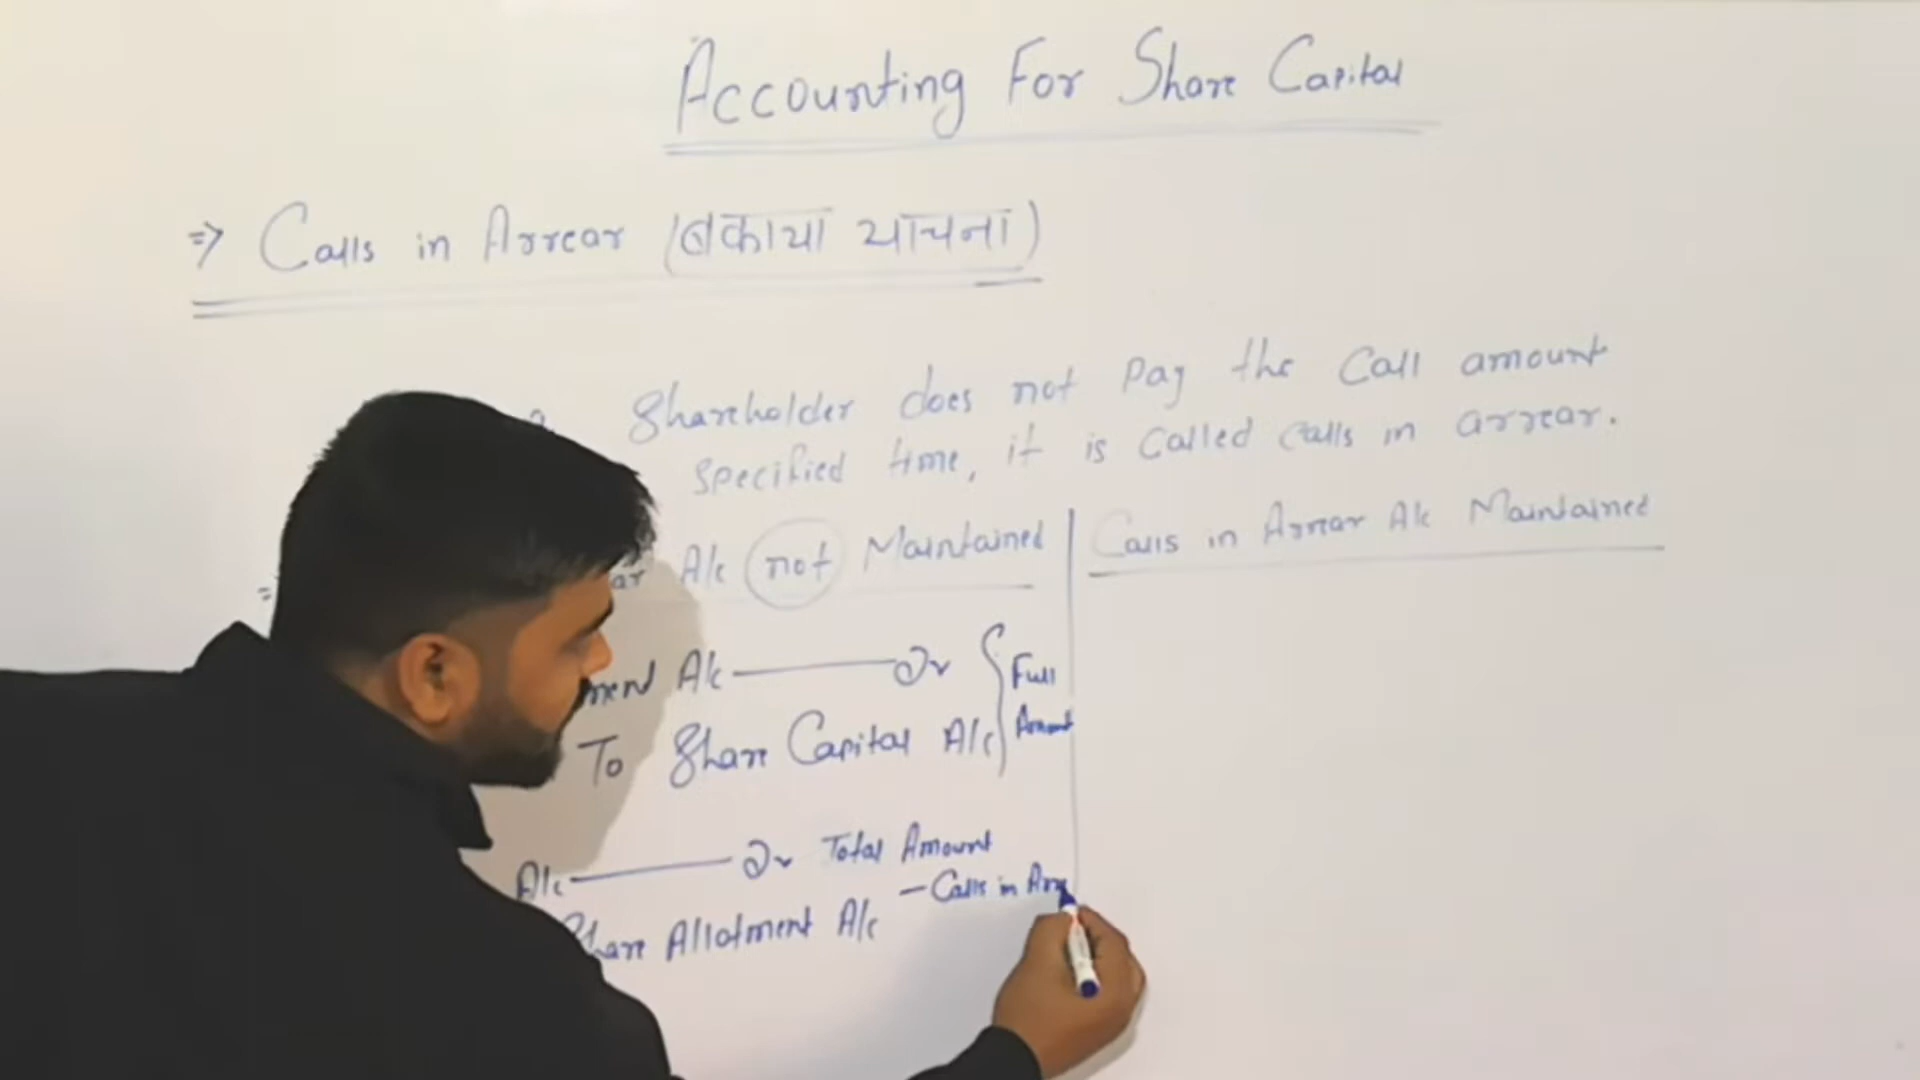 Accounting For Share Capital
=> Calls in Arrear (बकाया याचना)
Shareholder does not Pay the Call amount
specified time, it is Called Calls in arrear.
A/c not Maintained
Calls in Arrear A/c Maintained
A/c Dr Full
To Share Capital A/c Amount
A/c Dr Total Amount
- Calls in Arre
Share Allotment A/c